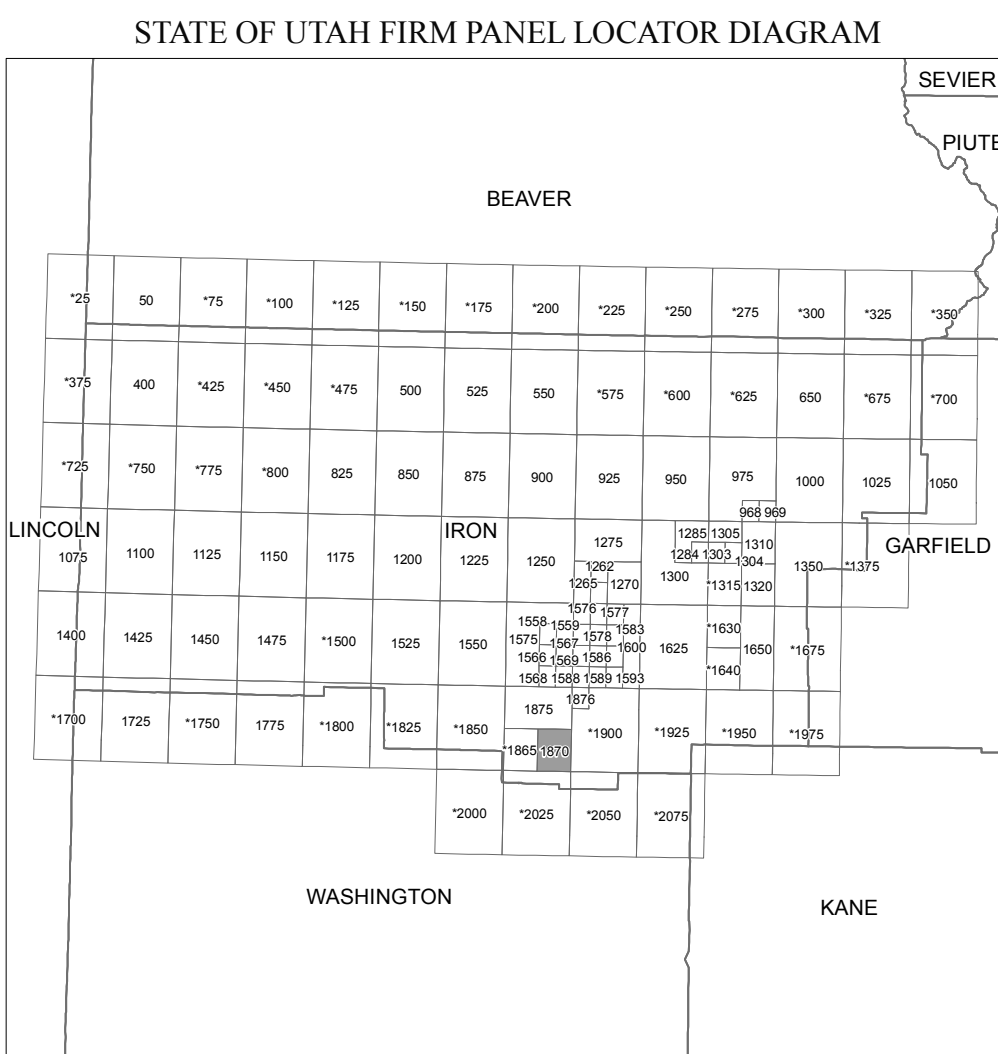 STATE OF UTAH FIRM PANEL LOCATOR DIAGRAM
SEVIER
PIUTE
BEAVER
*25 50 *75 *100 *125 *150 *175 *200 *225 *250 *275 *300 *325 *350
*375 400 *425 *450 *475 500 525 550 *575 *600 *625 650 *675 *700
*725 *750 *775 *800 825 850 875 900 925 950 975 1000 1025 1050
968 969
LINCOLN IRON GARFIELD
1285 1305
1275 1310
1075 1100 1125 1150 1175 1200 1225 1250 1284 1303 1304 1350 *1375
1262
1265 1270 1300 *1315 1320
1576 1577
1558 1559 1583 *1630
1400 1425 1450 1475 *1500 1525 1550 1575 1567 1578 1600 1625 1650 *1675
1566 1569 1586 *1640
1568 1588 1589 1593
1876
*1700 1725 *1750 1775 *1800 *1825 *1850 1875 *1900 *1925 *1950 *1975
*1865 1870
*2000 *2025 *2050 *2075
WASHINGTON
KANE